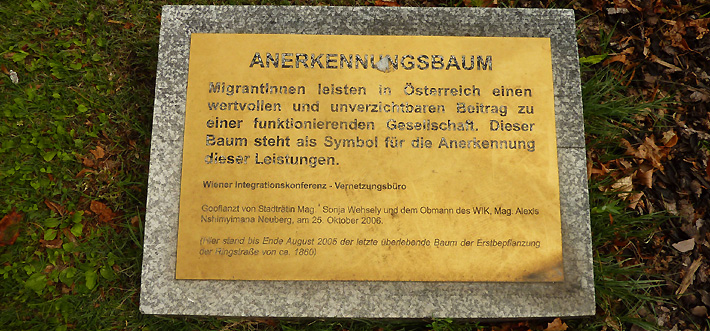 ANERKENNUNGSBAUM
MigrantInnen leisten in Österreich einen
wertvollen und unverzichtbaren Beitrag zu
einer funktionierenden Gesellschaft. Dieser
Baum steht als Symbol für die Anerkennung
dieser Leistungen.
Wiener Integrationskonferenz - Vernetzungsbüro
Gepflanzt von Stadträtin Mag.ª Sonja Wehsely und dem Obmann des WIK, Mag. Alexis
Nshimyimana Neuberg, am 25. Oktober 2006.
(Hier stand bis Ende August 2005 der letzte überlebende Baum der Erstbepflanzung
der Ringstraße von ca. 1860)